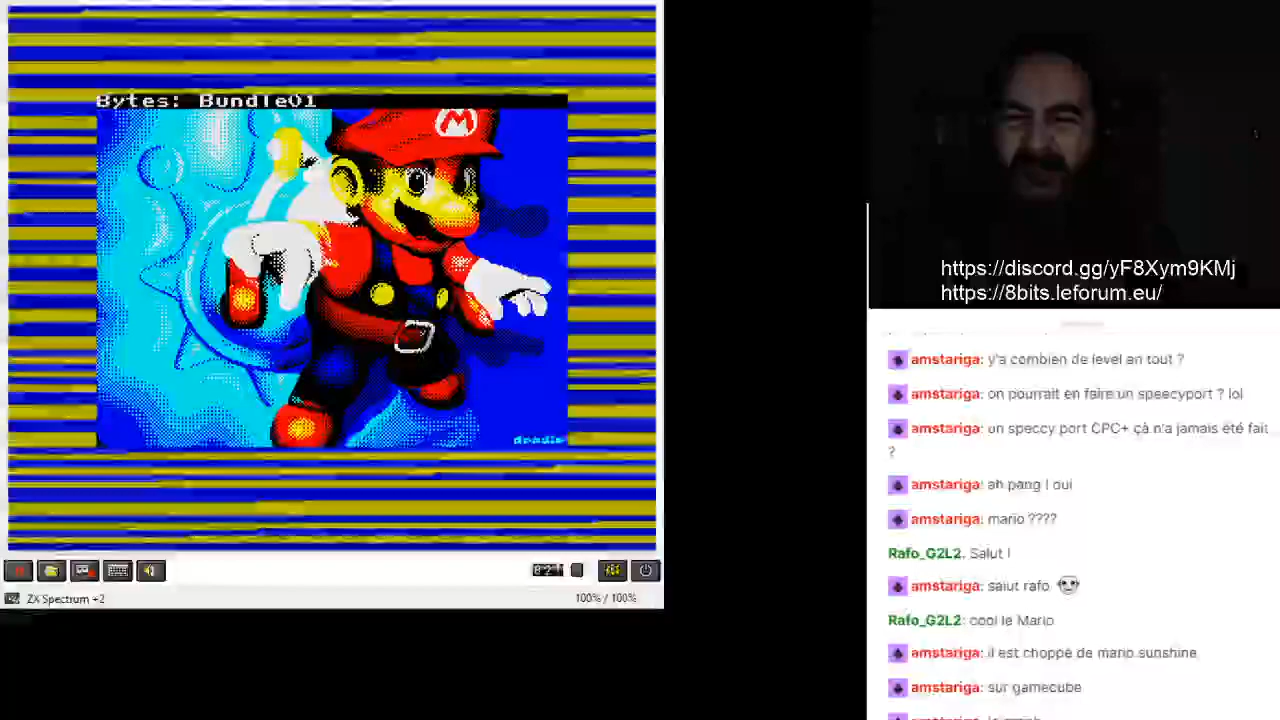 Bytes: Bundle01
M
ZX Spectrum +2
100% / 100%
https://discord.gg/yF8Xym9KMj
https://8bits.leforum.eu/
amstariga: y'a combien de level en tout ?
amstariga: on pourrait en faire un speecyport ? lol
amstariga: un speccy port CPC+ çà n'a jamais été fait
?
amstariga: ah pang ! oui
amstariga: mario ????
Rafo_G2L2: Salut !
amstariga: salut rafo
Rafo_G2L2: cool le Mario
amstariga: il est choppé de mario sunshine
amstariga: sur gamecube